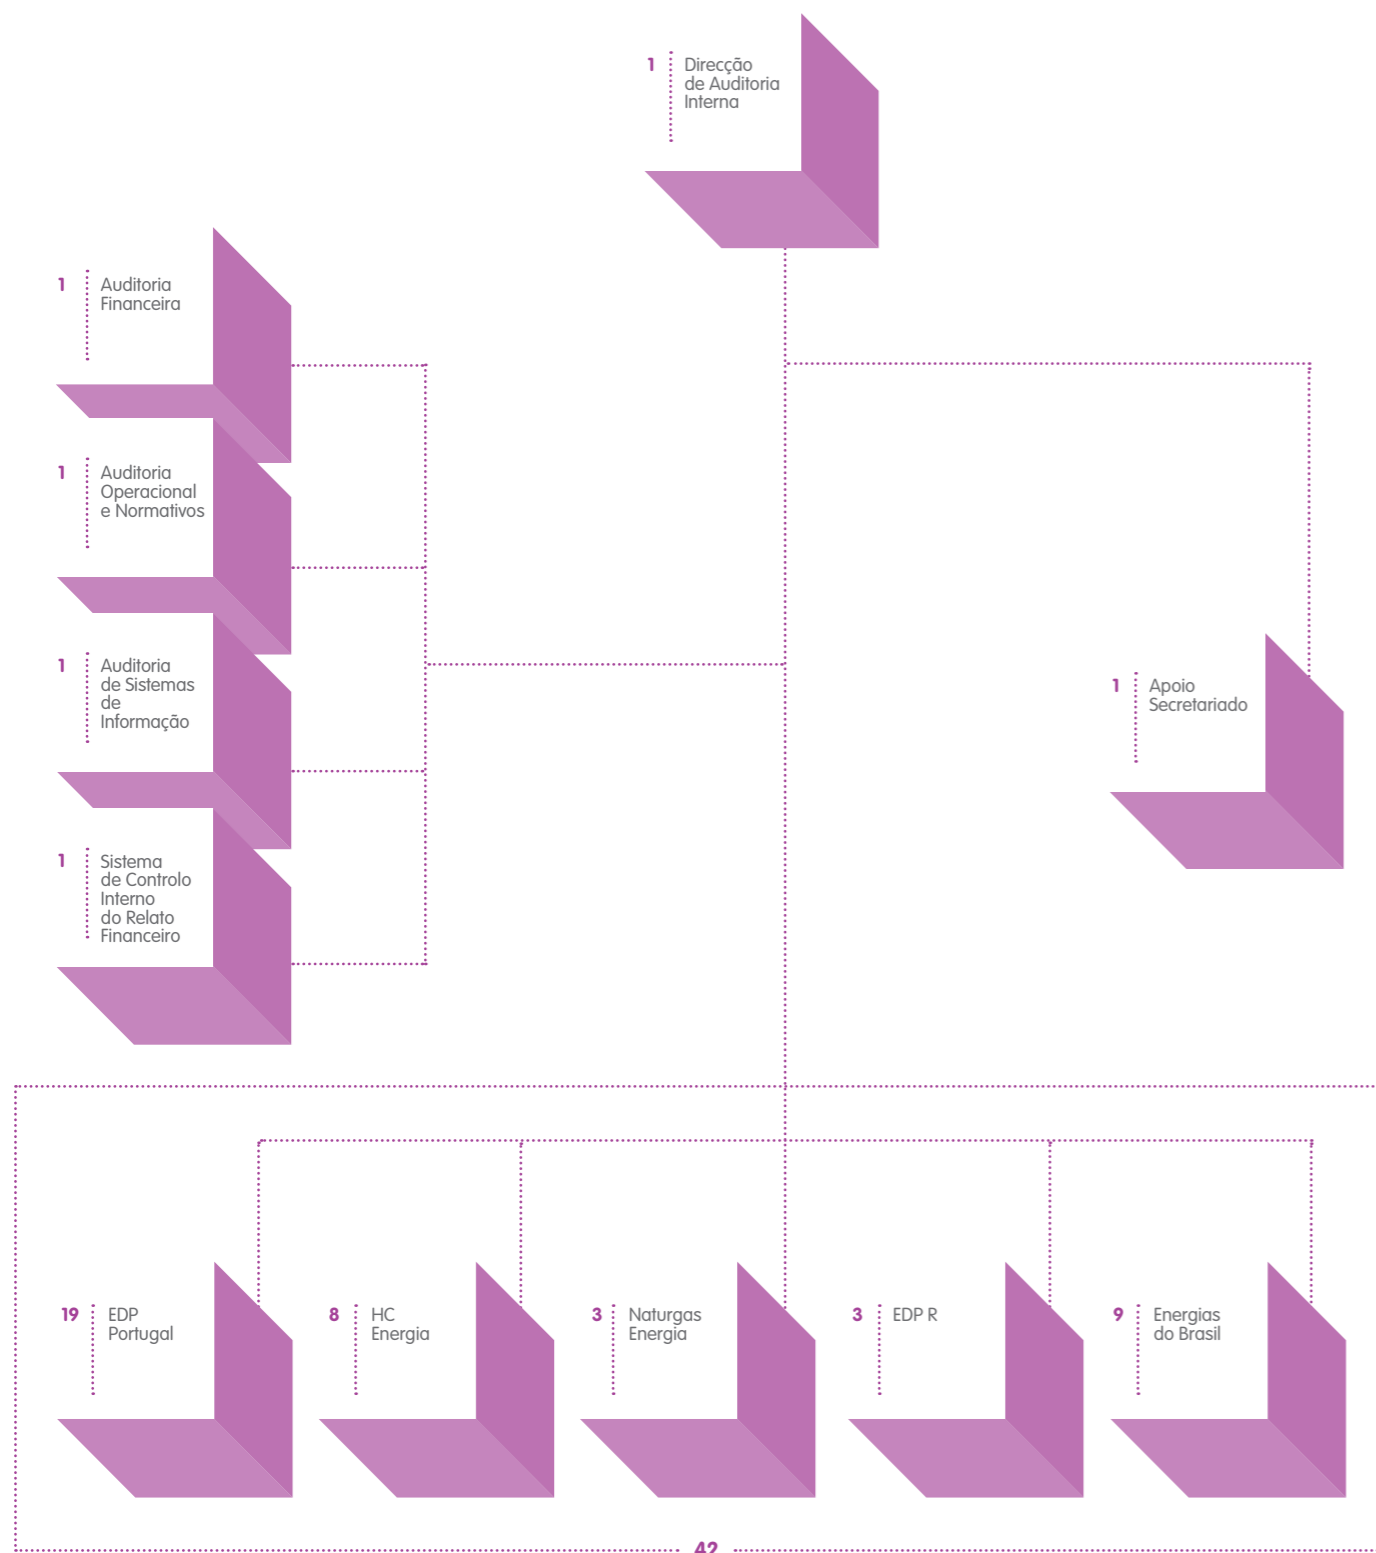 1
Direcção
de Auditoria
Interna
1
Auditoria
Financeira
1
Auditoria
Operacional
e Normativos
1
Auditoria
de Sistemas
de
Informação
1
Apoio
Secretariado
1
Sistema
de Controlo
Interno
do Relato
Financeiro
19
EDP
Portugal
8
HC
Energia
3
Naturgas
Energia
3
EDP R
9
Energias
do Brasil
42